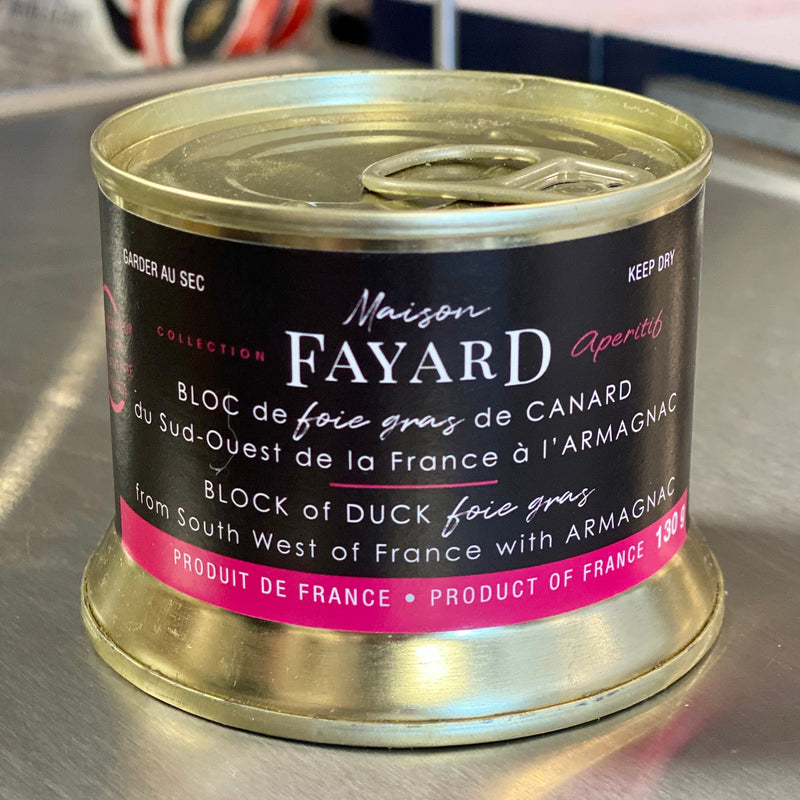 GARDER AU SEC
KEEP DRY
Maison
COLLECTION FAYARD Aperitif
BLOC de foie gras de CANARD
du Sud-Ouest de la France à l'ARMAGNAC
BLOCK of DUCK foie gras
from South West of France with ARMAGNAC
130 g
PRODUIT DE FRANCE • PRODUCT OF FRANCE